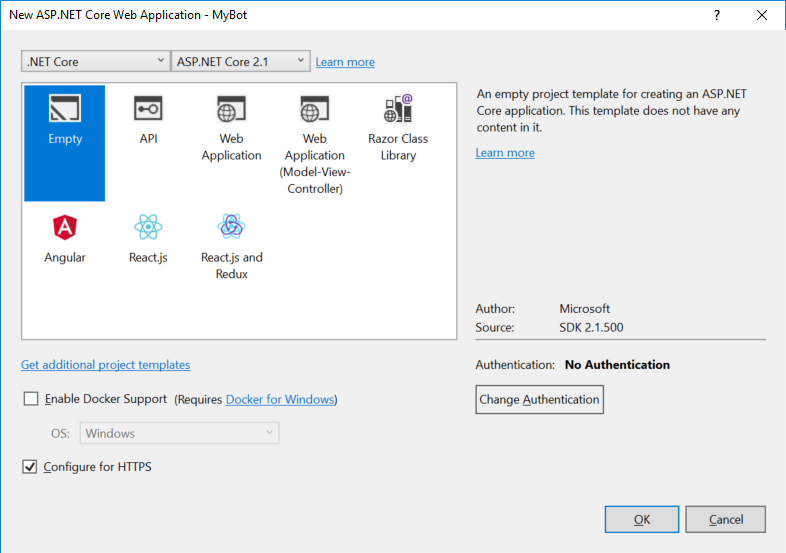 New ASP.NET Core Web Application - MyBot
?
.NET Core
ASP.NET Core 2.1
Learn more
Empty
API
Web
Application
Web
Application
(Model-View-
Controller)
Razor Class
Library
Angular
React.js
React.js and
Redux
An empty project template for creating an ASP.NET
Core application. This template does not have any
content in it.
Learn more
Author: Microsoft
Source: SDK 2.1.500
Get additional project templates
Authentication: No Authentication
Enable Docker Support (Requires Docker for Windows)
Change Authentication
OS: Windows
Configure for HTTPS
OK
Cancel